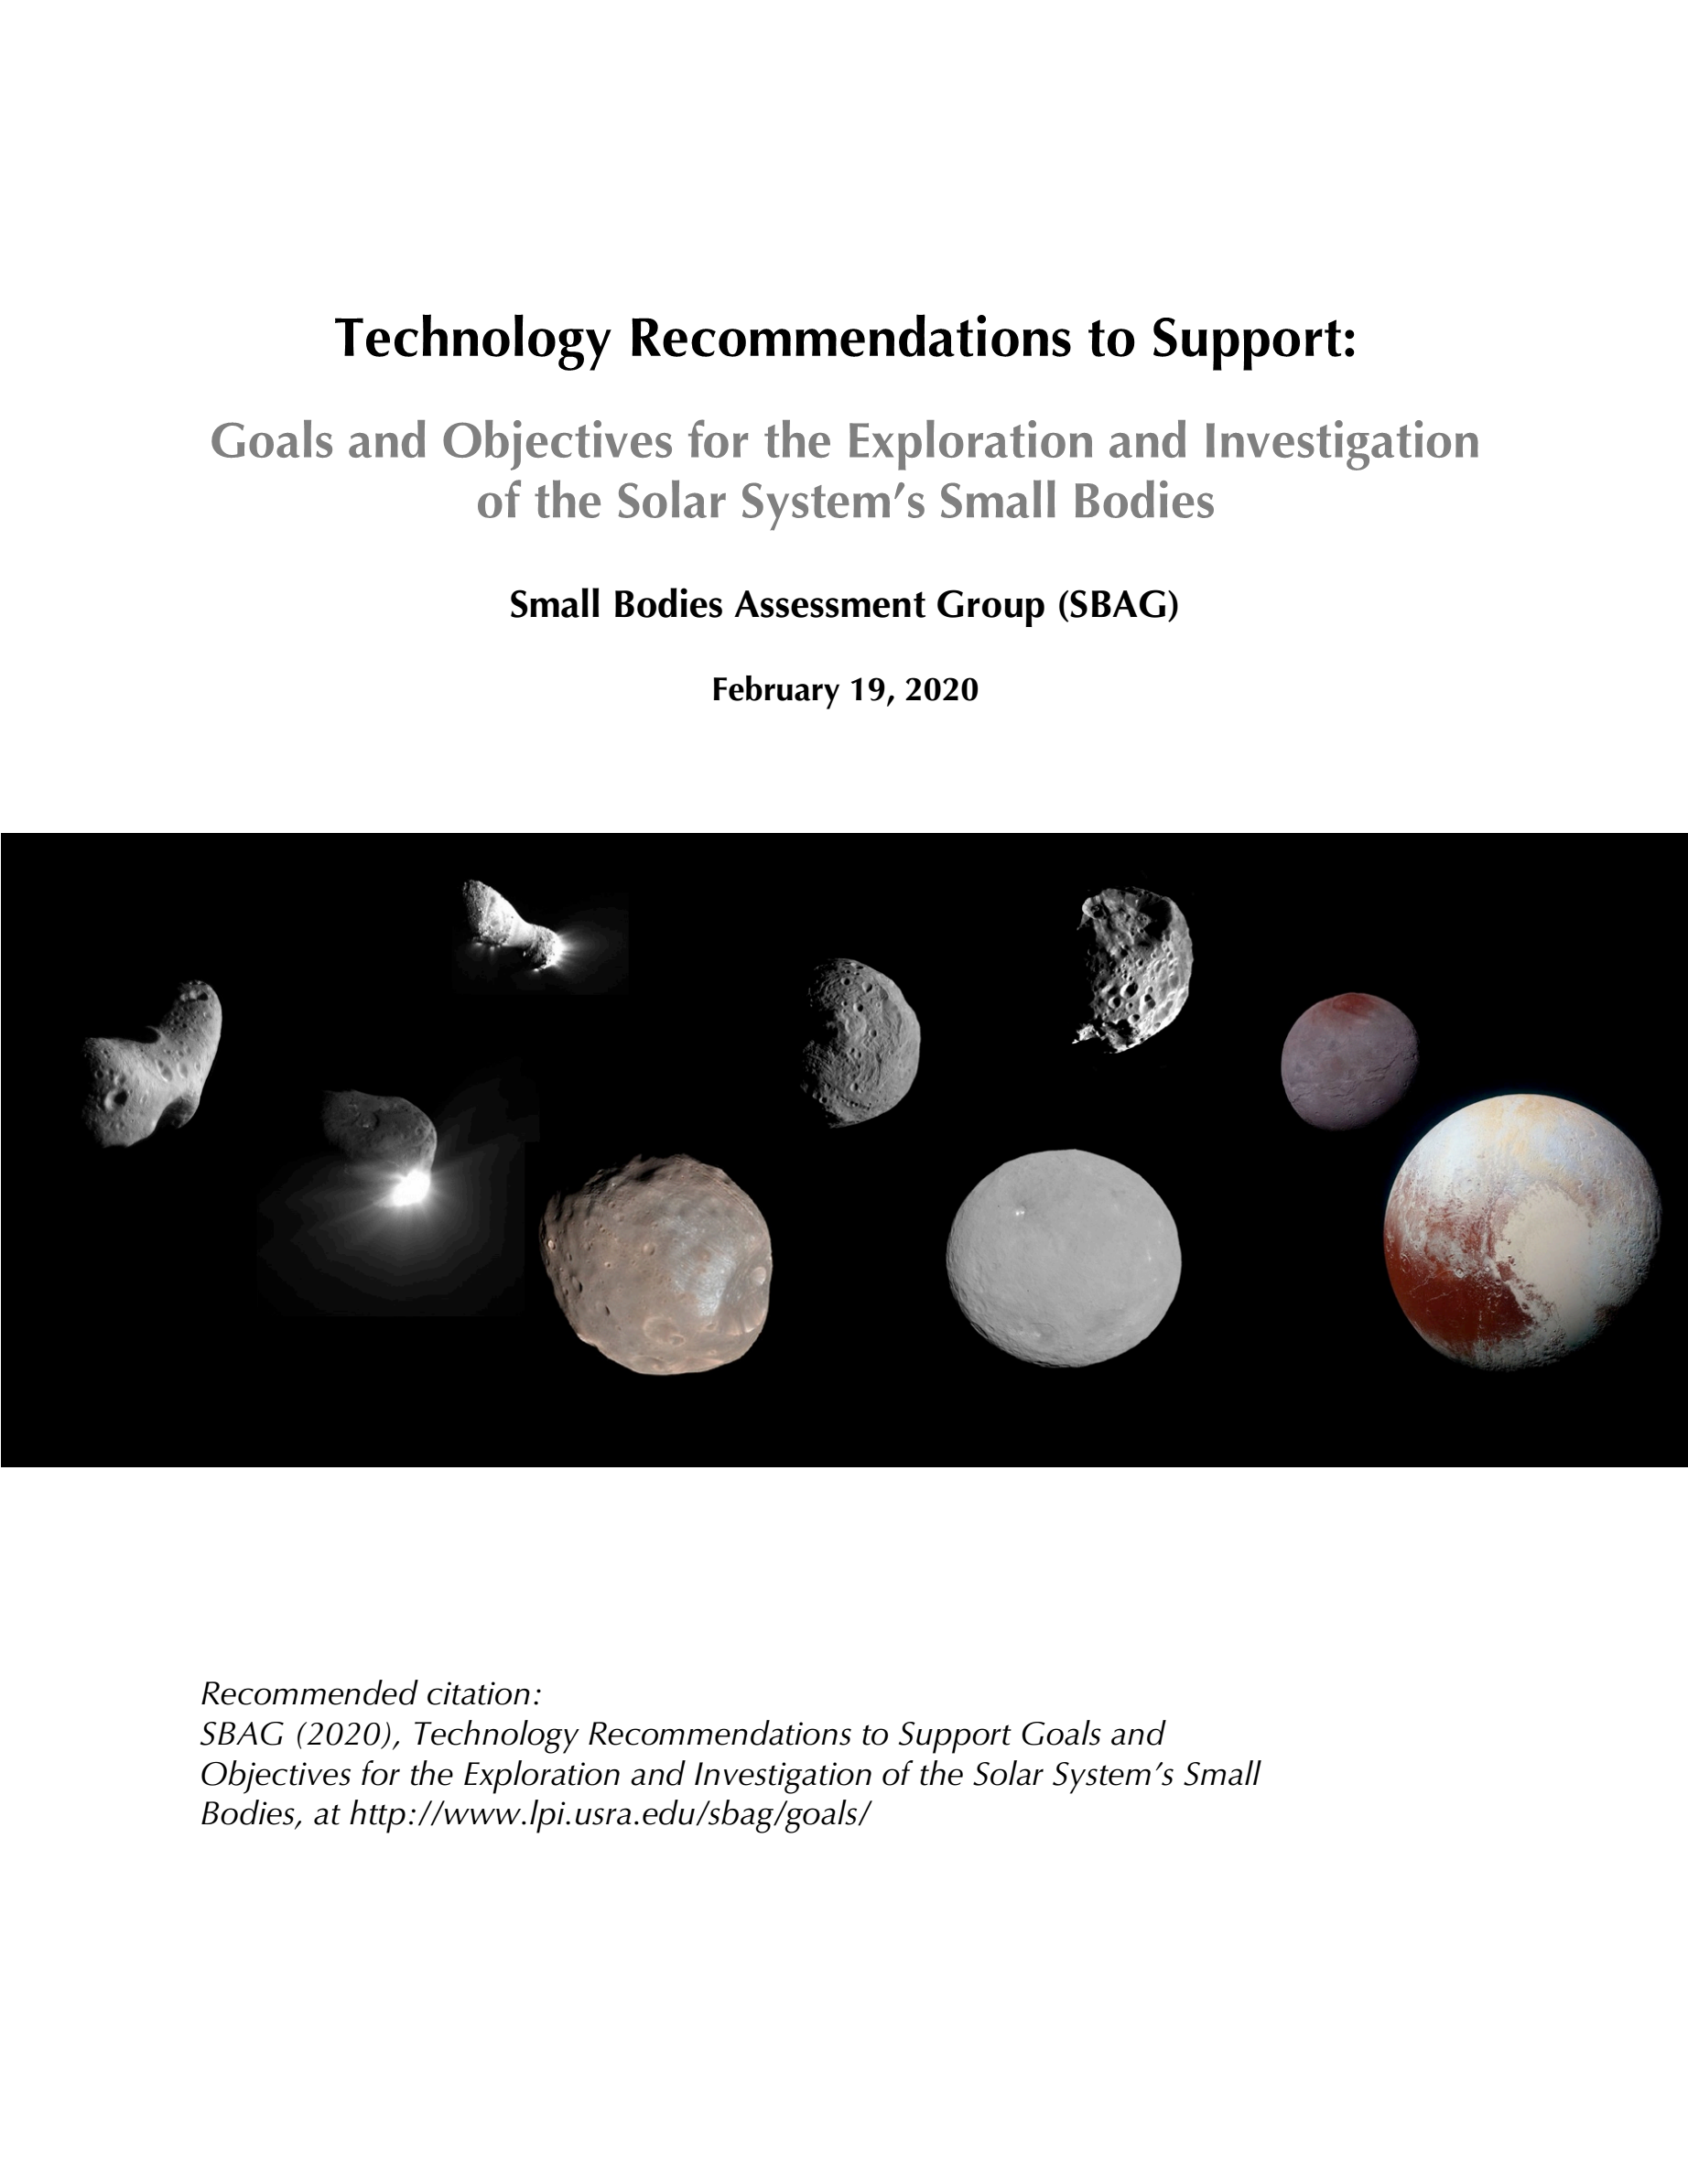 Technology Recommendations to Support:
Goals and Objectives for the Exploration and Investigation
of the Solar System’s Small Bodies
Small Bodies Assessment Group (SBAG)
February 19, 2020
Recommended citation:
SBAG (2020), Technology Recommendations to Support Goals and
Objectives for the Exploration and Investigation of the Solar System’s Small
Bodies, at http://www.lpi.usra.edu/sbag/goals/